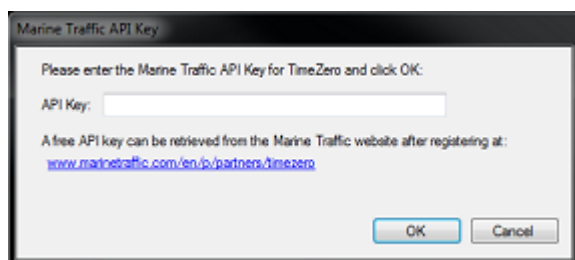 Marine Traffic API Key
Please enter the Marine Traffic API Key for TimeZero and click OK:
API Key:
A free API key can be retrieved from the Marine Traffic website after registering at:
www.marinetraffic.com/en/p/partners/timezero
OK Cancel